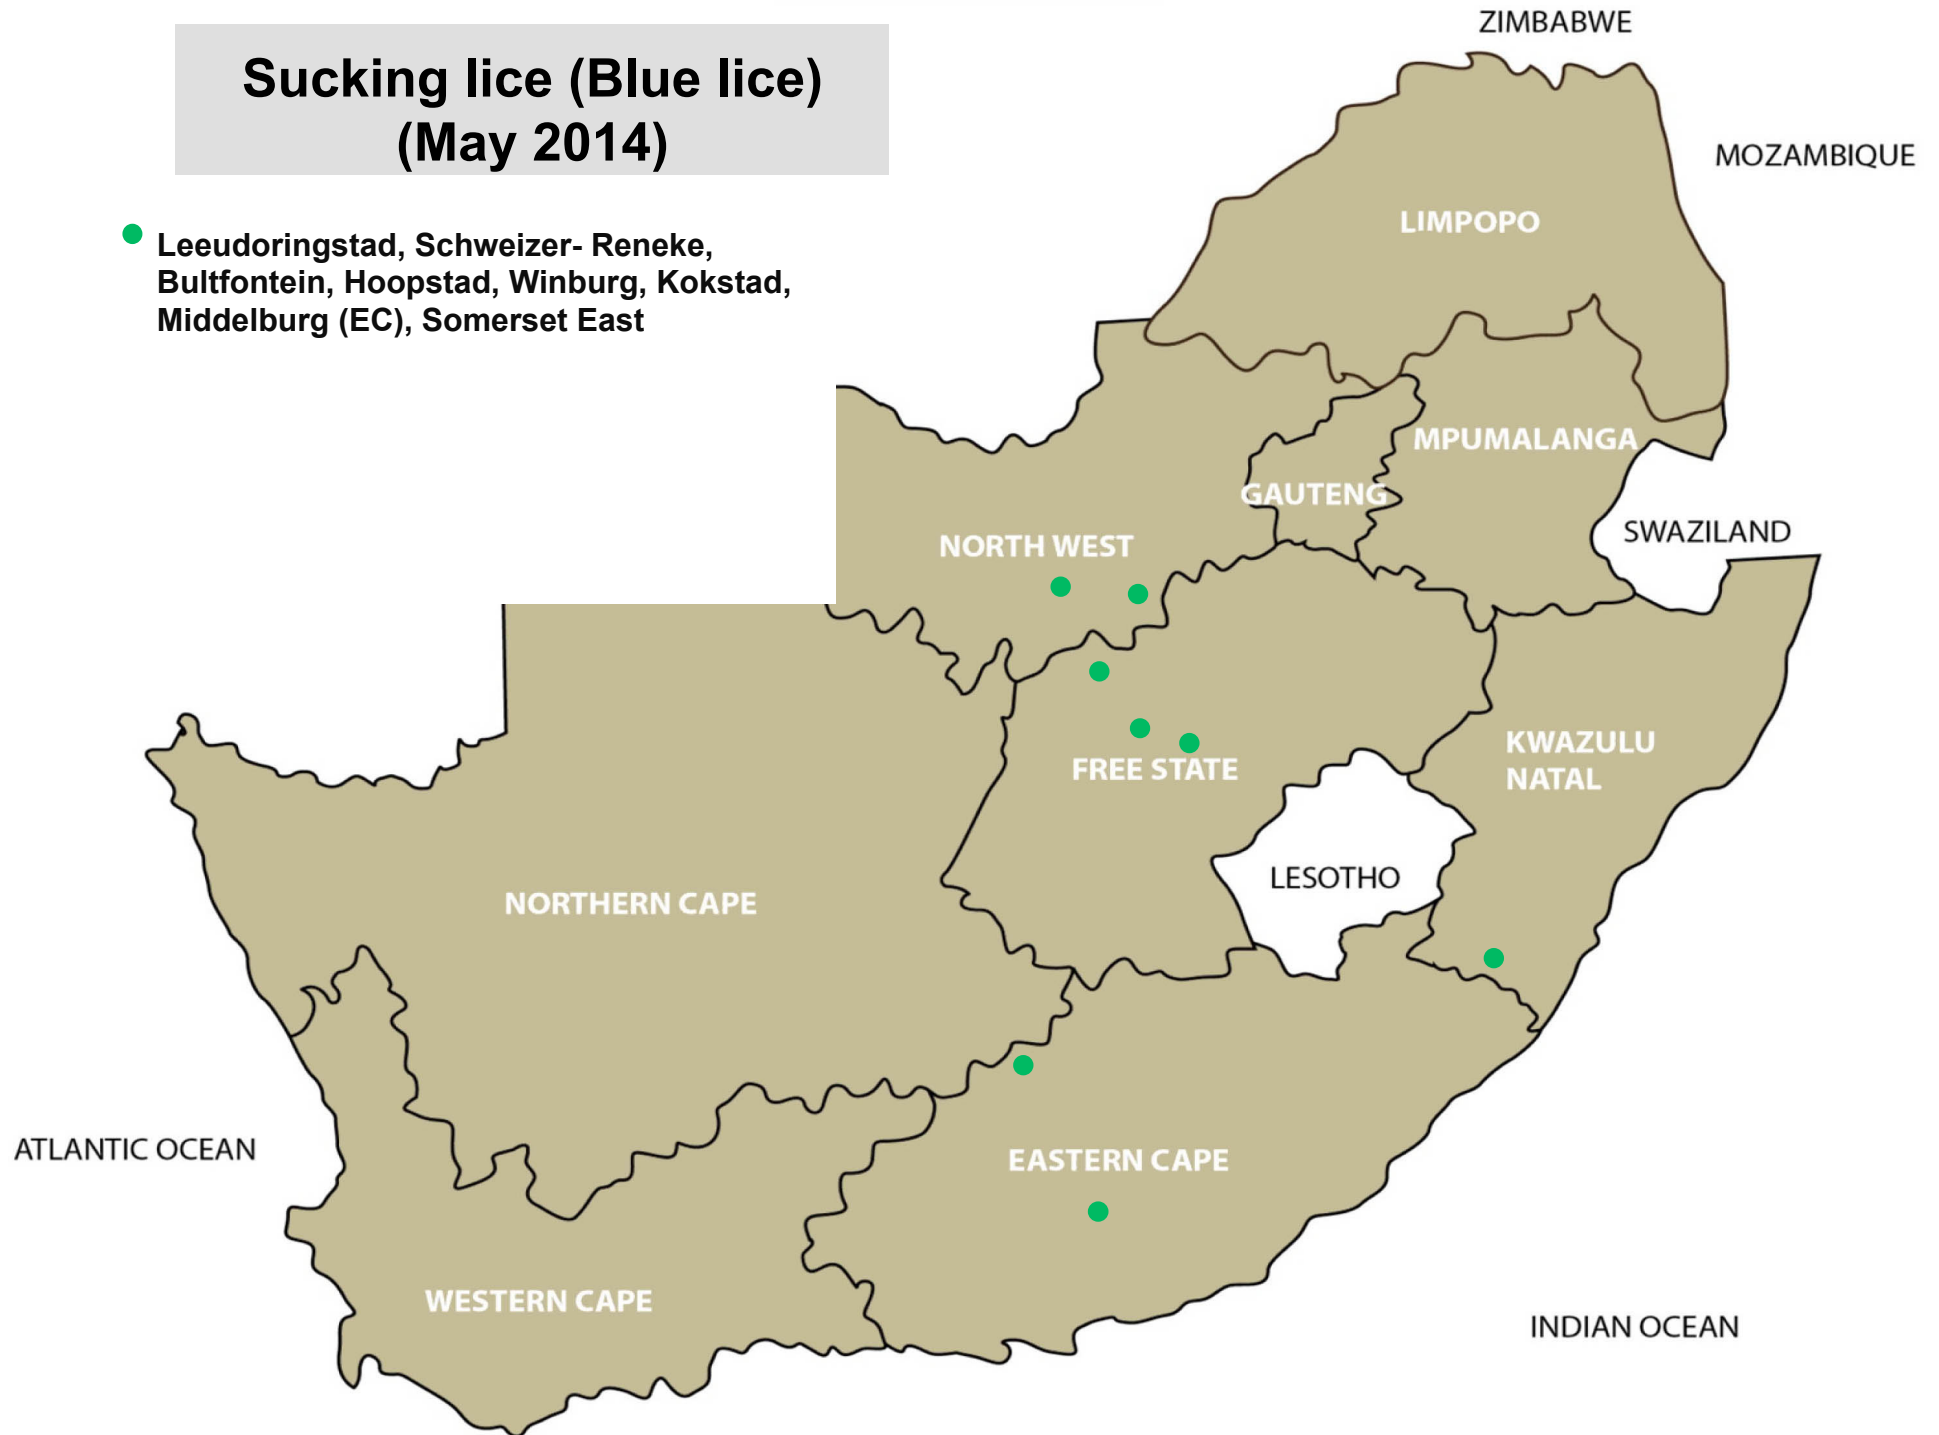 Sucking lice (Blue lice)
(May 2014)
Leeudoringstad, Schweizer- Reneke,
Bultfontein, Hoopstad, Winburg, Kokstad,
Middelburg (EC), Somerset East
ZIMBABWE
MOZAMBIQUE
LIMPOPO
MPUMALANGA
GAUTENG
SWAZILAND
NORTH WEST
KWAZULU
NATAL
FREE STATE
LESOTHO
NORTHERN CAPE
ATLANTIC OCEAN
EASTERN CAPE
WESTERN CAPE
INDIAN OCEAN